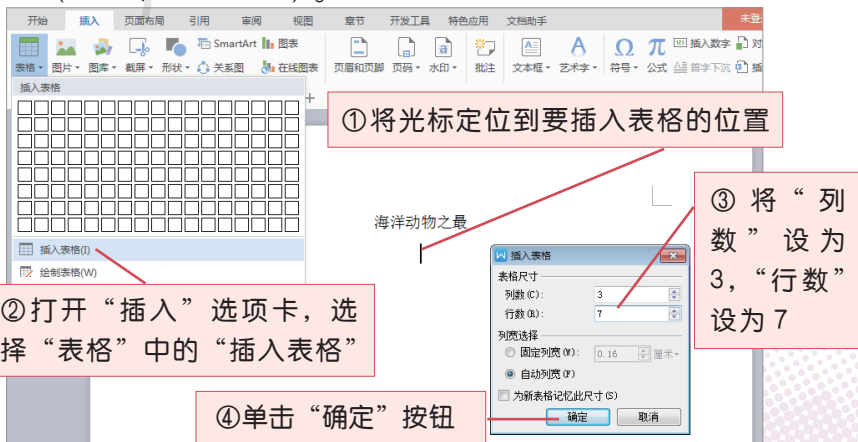 开始 插入 页面布局 引用 审阅 视图 章节 开发工具 特色应用 文档助手 未登
SmartArt 图表 插入数字 对
表格 图片 图库 截屏 形状 关系图 在线图表 页眉和页脚 页码 水印 批注 文本框 艺术字 符号 公式 首字下沉 插
插入表格
①将光标定位到要插入表格的位置
海洋动物之最
插入表格(I)
绘制表格(W)
②打开“插入”选项卡，选
择“表格”中的“插入表格”
插入表格
表格尺寸
列数(C): 3
行数(R): 7
列宽选择
固定列宽(W): 0.16 厘米
自动列宽(F)
为新表格记忆此尺寸(S)
确定 取消
③将“列
数”设为
3，“行数”
设为 7
④单击“确定”按钮